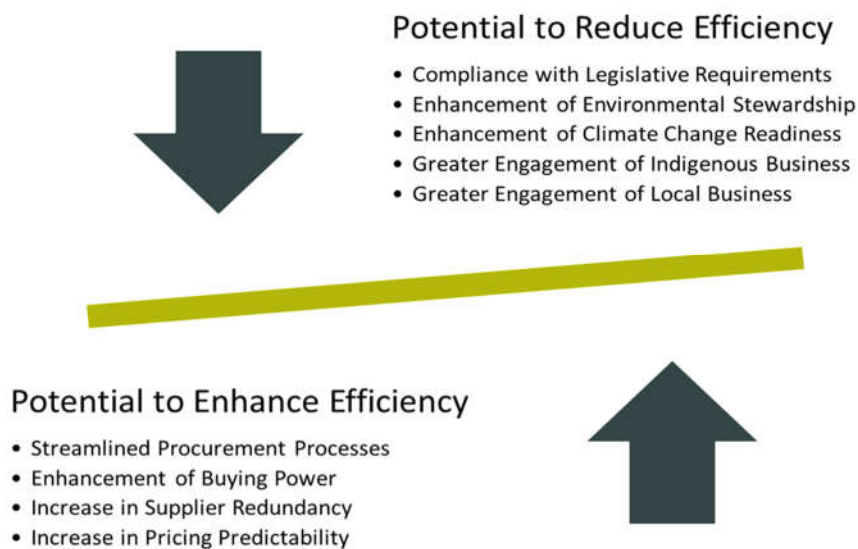 Potential to Reduce Efficiency
• Compliance with Legislative Requirements
• Enhancement of Environmental Stewardship
• Enhancement of Climate Change Readiness
• Greater Engagement of Indigenous Business
• Greater Engagement of Local Business
Potential to Enhance Efficiency
• Streamlined Procurement Processes
• Enhancement of Buying Power
• Increase in Supplier Redundancy
• Increase in Pricing Predictability